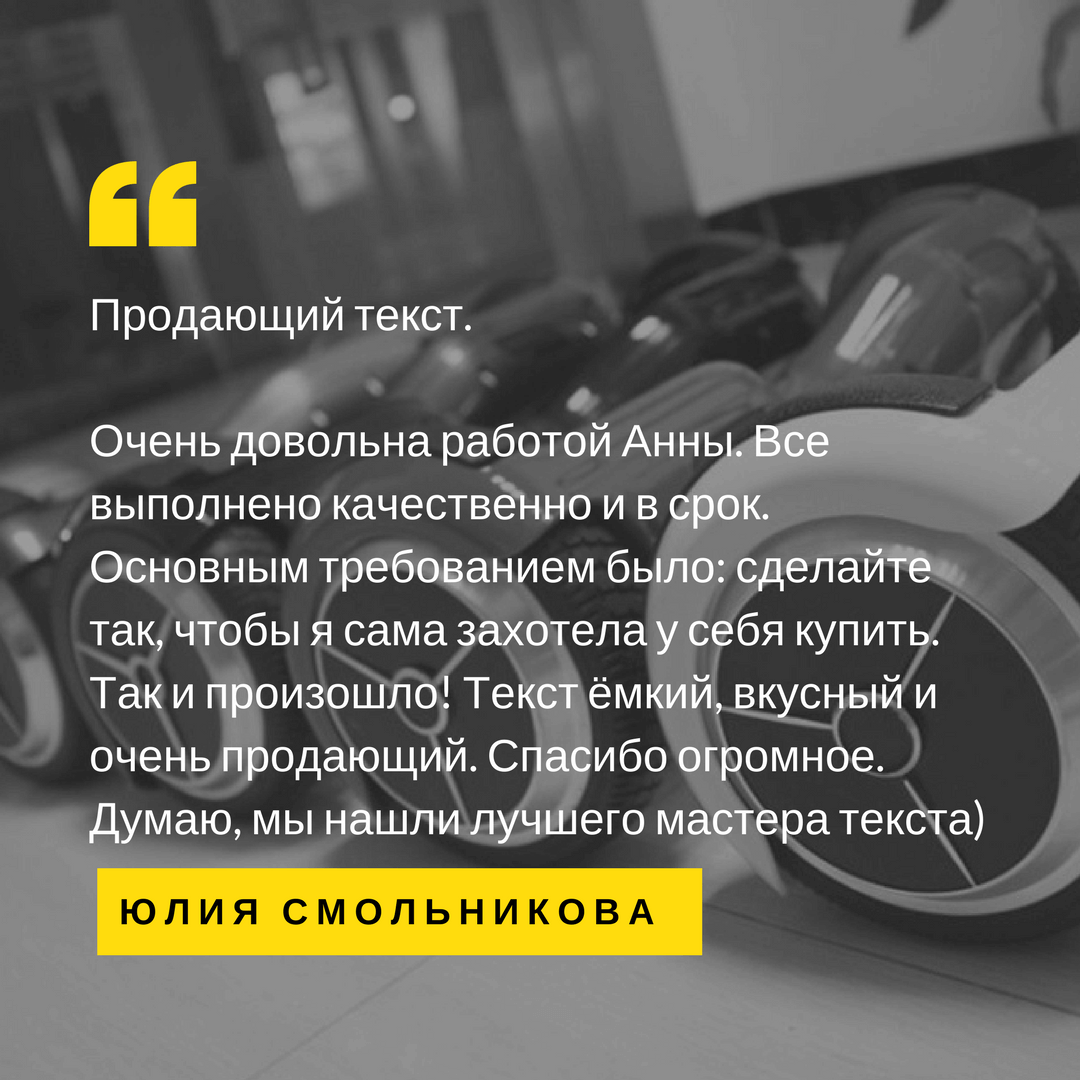 Продающий текст.
Очень довольна работой Анны. Все
выполнено качественно и в срок.
Основным требованием было: сделайте
так, чтобы я сама захотела у себя купить.
Так и произошло! Текст ёмкий, вкусный и
очень продающий. Спасибо огромное.
Думаю, мы нашли лучшего мастера текста)
ЮЛИЯ СМОЛЬНИКОВА